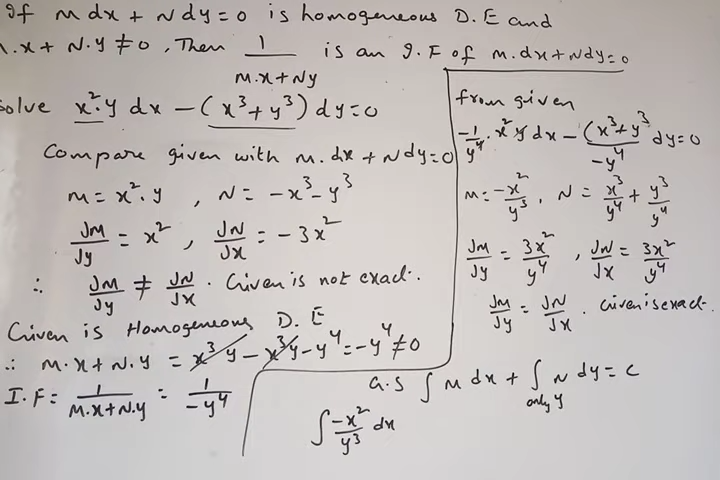 If M dx + N dy = 0 is homogeneous D.E and
M.x + N.y ≠ 0, Then 1/(M.x + Ny) is an I.F of M.dx + N dy = 0
Solve x².y dx − (x³ + y³) dy = 0
Compare given with M.dx + N dy = 0
M = x².y , N = −x³ − y³
∂M/∂y = x² , ∂N/∂x = −3x²
∴ ∂M/∂y ≠ ∂N/∂x . Given is not exact.
Given is Homogeneous D.E
∴ M.x + N.y = x³y − x³y − y⁴ = −y⁴ ≠ 0
I.F = 1/(M.x + N.y) = 1/−y⁴
from given
−1/y⁴ . x² y dx − (x³ + y³)/−y⁴ dy = 0
M = −x²/y³ , N = x³/y⁴ + y³/y⁴
∂M/∂y = 3x²/y⁴ , ∂N/∂x = 3x²/y⁴
∂M/∂y = ∂N/∂x . Given is exact.
G.S ∫ M dx + ∫ N dy = c
only y
∫ −x²/y³ dx